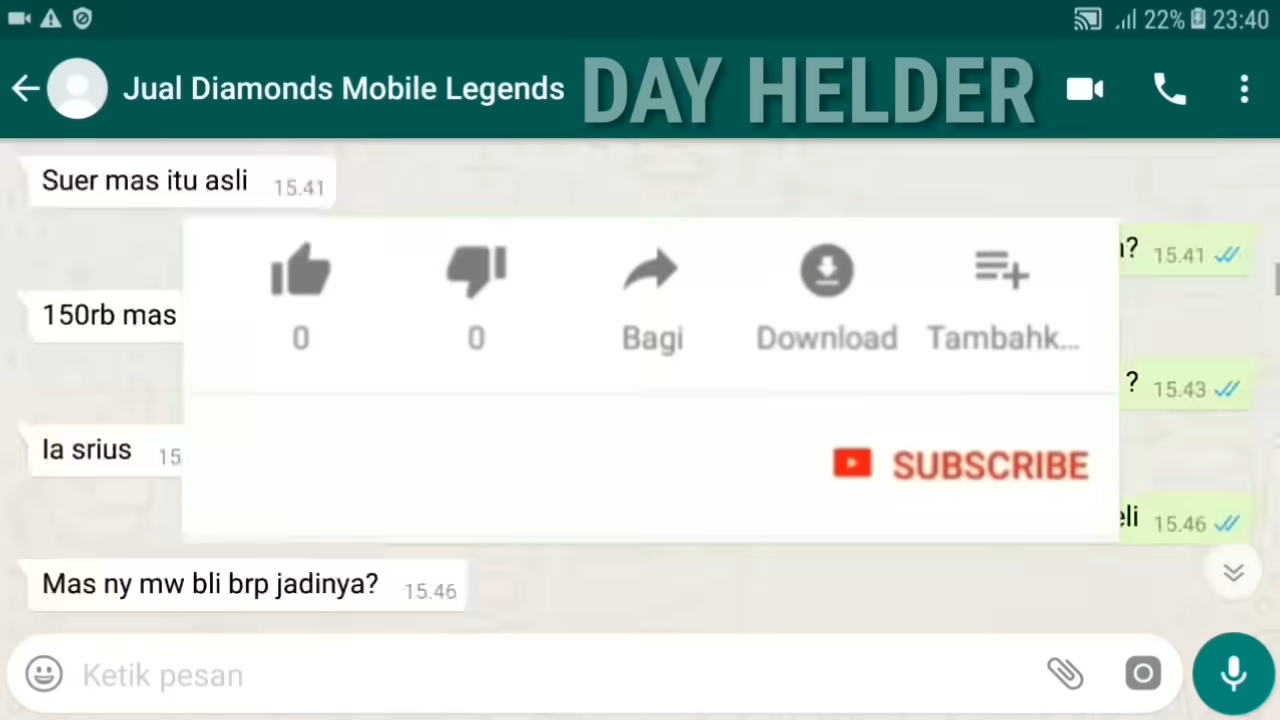 22% 23:40
Jual Diamonds Mobile Legends DAY HELDER
Suer mas itu asli 15.41
? 15.41
150rb mas
0 0 Bagi Download Tambahk...
? 15.43
Ia srius 15
SUBSCRIBE
eli 15.46
Mas ny mw bli brp jadinya? 15.46
Ketik pesan